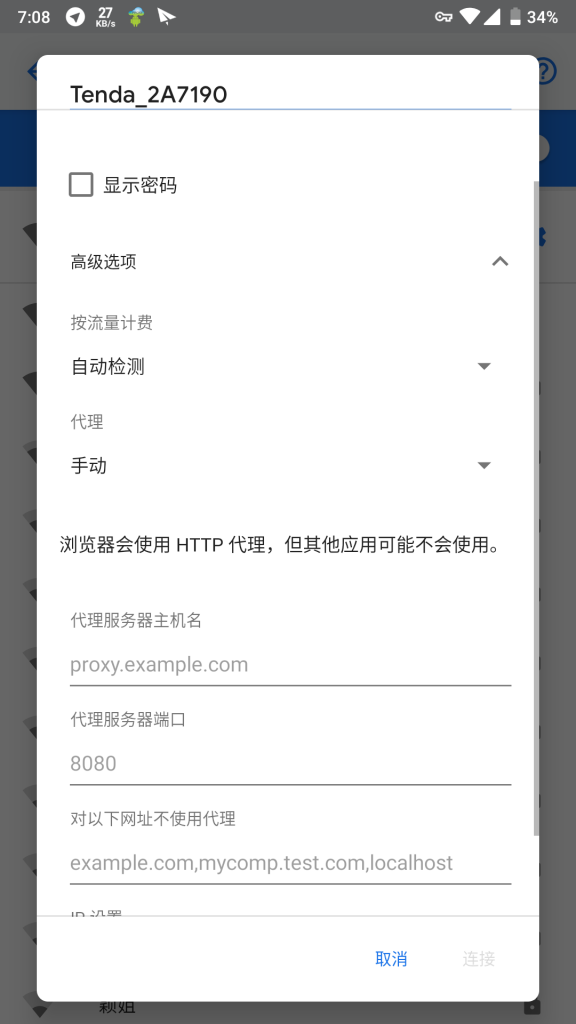 7:08
27
KB/s
34%
Tenda_2A7190
显示密码
高级选项
按流量计费
自动检测
代理
手动
浏览器会使用 HTTP 代理，但其他应用可能不会使用。
代理服务器主机名
proxy.example.com
代理服务器端口
8080
对以下网址不使用代理
example.com,mycomp.test.com,localhost
IP 设置
取消
连接
颖姐